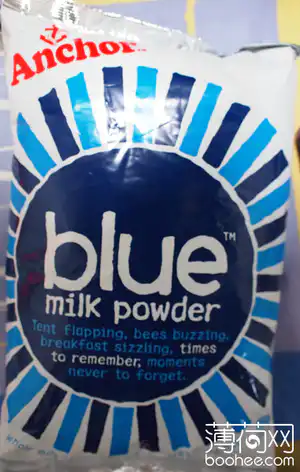 Anchor™
blue™
milk powder
Tent flapping, bees buzzing,
breakfast sizzling, times
to remember, moments
never to forget.
薄荷网
boohee.com